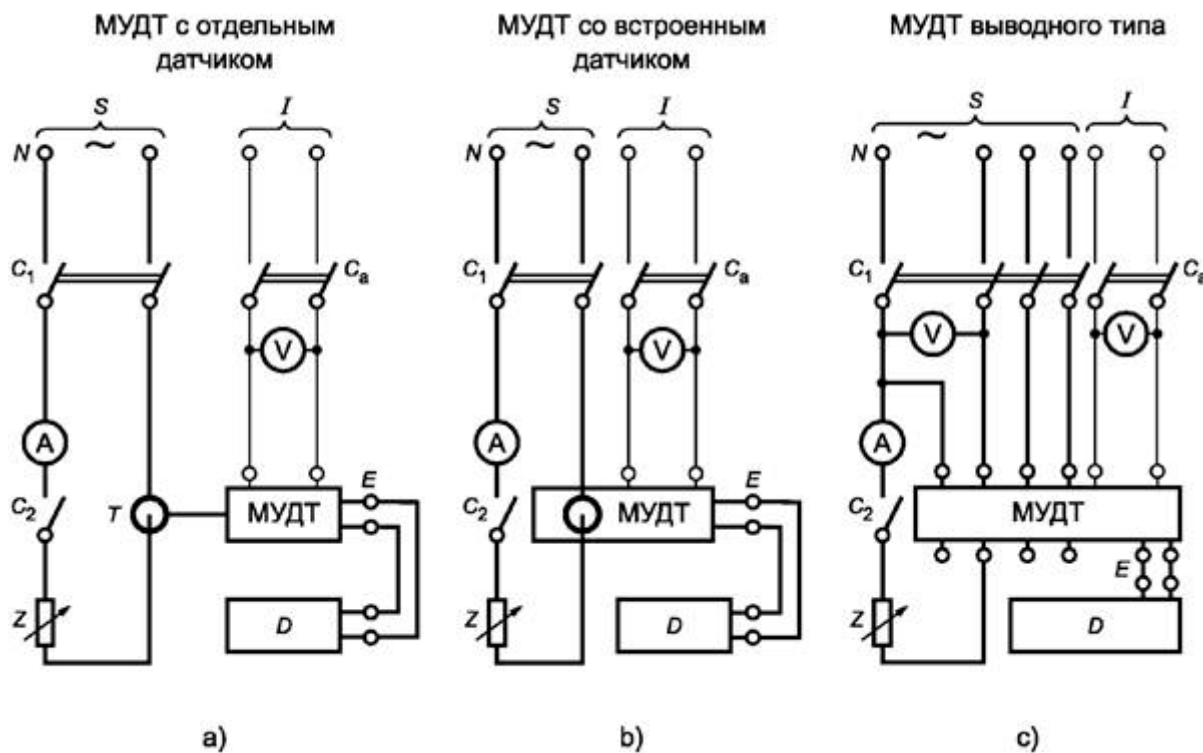 МУДТ с отдельным
датчиком
МУДТ со встроенным
датчиком
МУДТ выводного типа
S
I
S
I
S
I
N
~
N
~
N
~
C1
Ca
C1
Ca
C1
Ca
V
V
V
V
A
A
A
E
E
C2
T
МУДТ
C2
МУДТ
C2
МУДТ
E
Z
D
Z
D
Z
D
a)
b)
c)